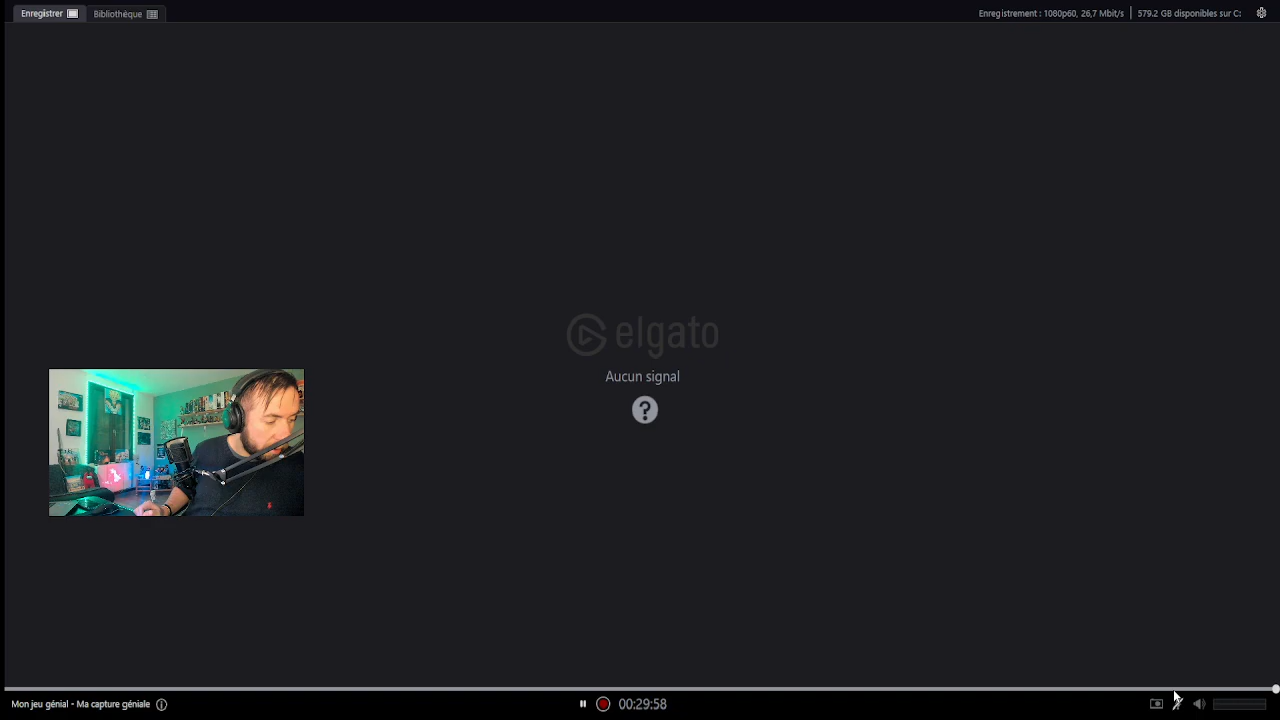 Enregistrer
Bibliothèque
Enregistrement : 1080p60, 26,7 Mbit/s
579.2 GB disponibles sur C:
elgato
Aucun signal
?
Mon jeu génial - Ma capture géniale
00:29:58